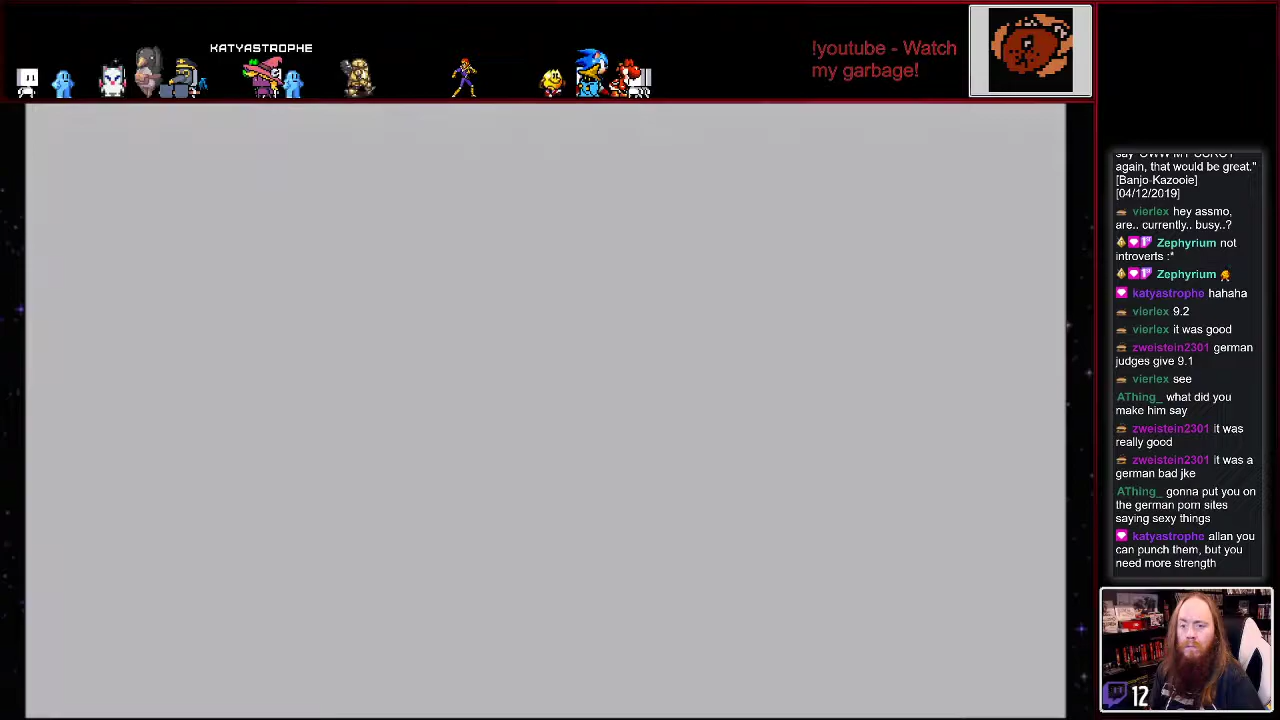 KATYASTROPHE
!youtube - Watch
my garbage!
again, that would be great."
[Banjo-Kazooie]
[04/12/2019]
vierlex hey assmo,
are.. currently.. busy..?
Zephyrium not
introverts :*
Zephyrium
katyastrophe hahaha
vierlex 9.2
vierlex it was good
zweistein2301 german
judges give 9.1
vierlex see
AThing_ what did you
make him say
zweistein2301 it was
really good
zweistein2301 it was a
german bad jke
AThing_ gonna put you on
the german porn sites
saying sexy things
katyastrophe allan you
can punch them, but you
need more strength
12